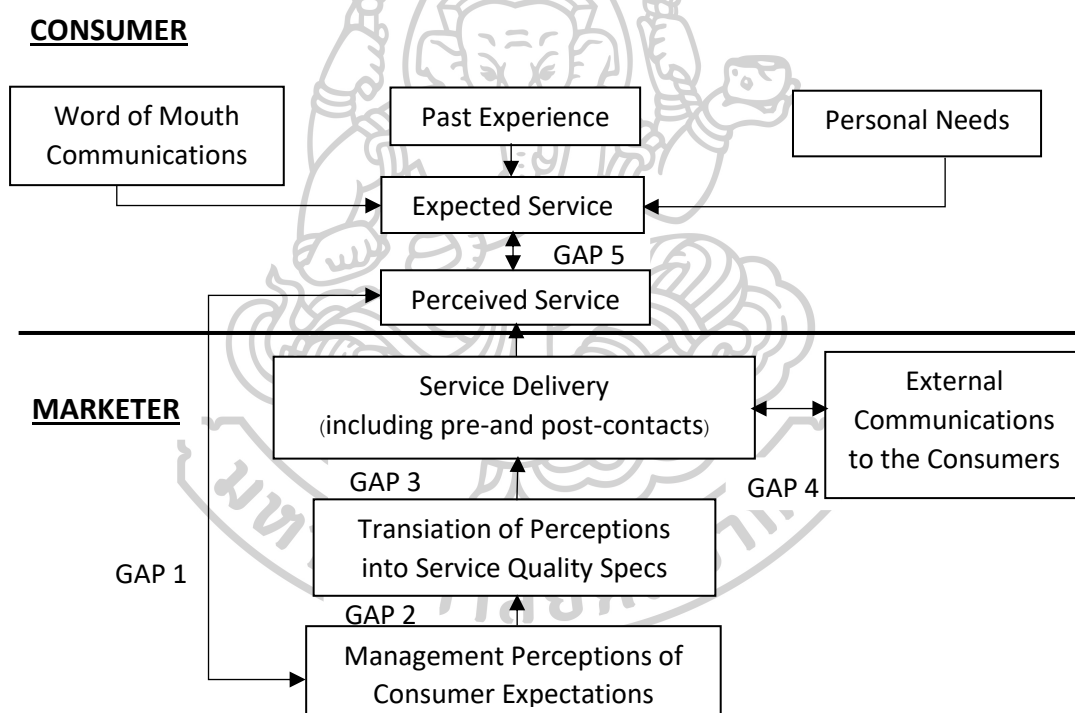 CONSUMER
Word of Mouth
Communications
Past Experience
Personal Needs
Expected Service
GAP 5
Perceived Service
MARKETER
Service Delivery
(including pre-and post-contacts)
External
Communications
to the Consumers
GAP 3
GAP 4
Transiation of Perceptions
into Service Quality Specs
GAP 1
GAP 2
Management Perceptions of
Consumer Expectations